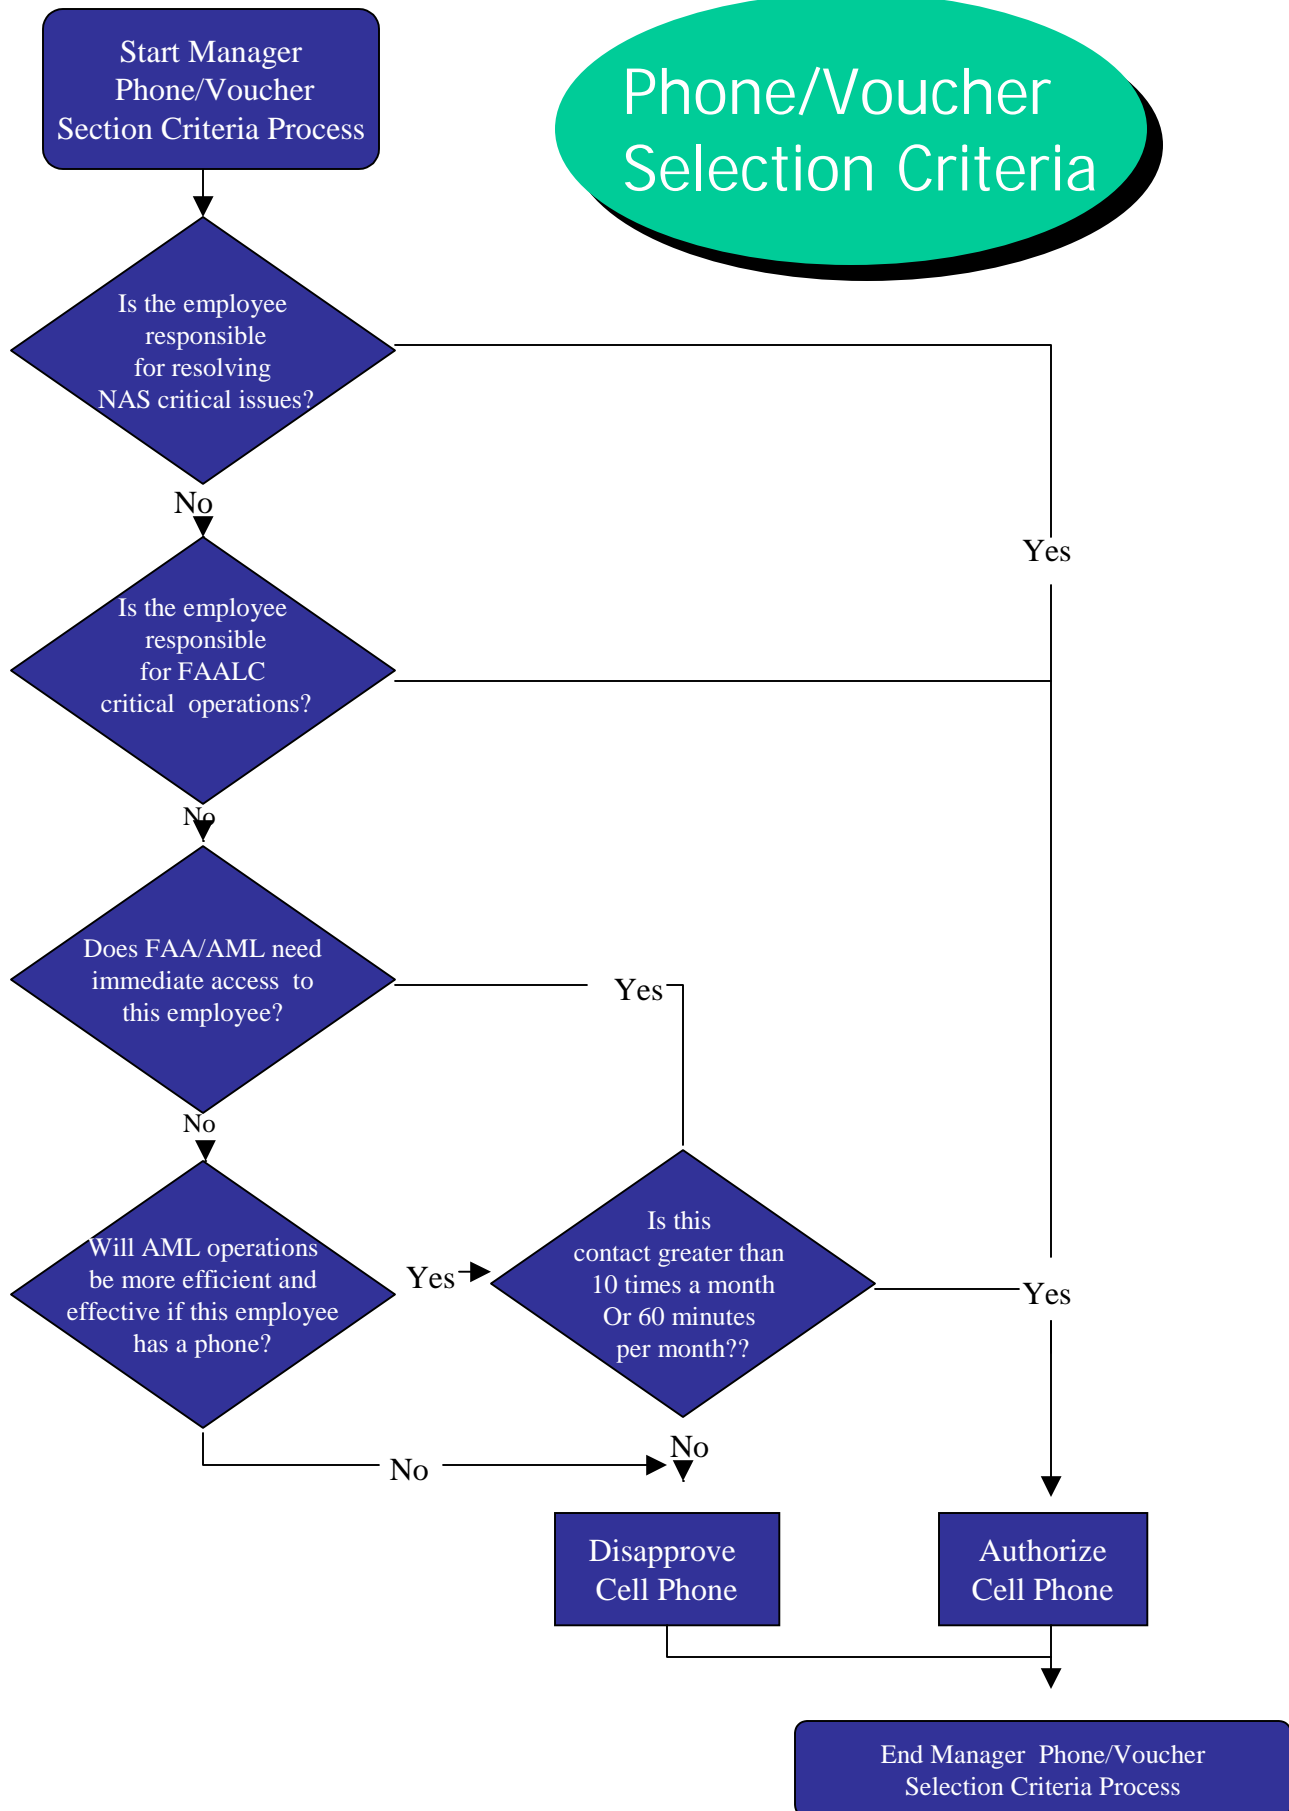 Start Manager
Phone/Voucher
Section Criteria Process
Phone/Voucher
Selection Criteria
Is the employee
responsible
for resolving
NAS critical issues?
No
Yes
Is the employee
responsible
for FAALC
critical operations?
No
Does FAA/AML need
immediate access to
this employee?
Yes
No
Will AML operations
be more efficient and
effective if this employee
has a phone?
Yes
Is this
contact greater than
10 times a month
Or 60 minutes
per month??
Yes
No
No
Disapprove
Cell Phone
Authorize
Cell Phone
End Manager Phone/Voucher
Selection Criteria Process